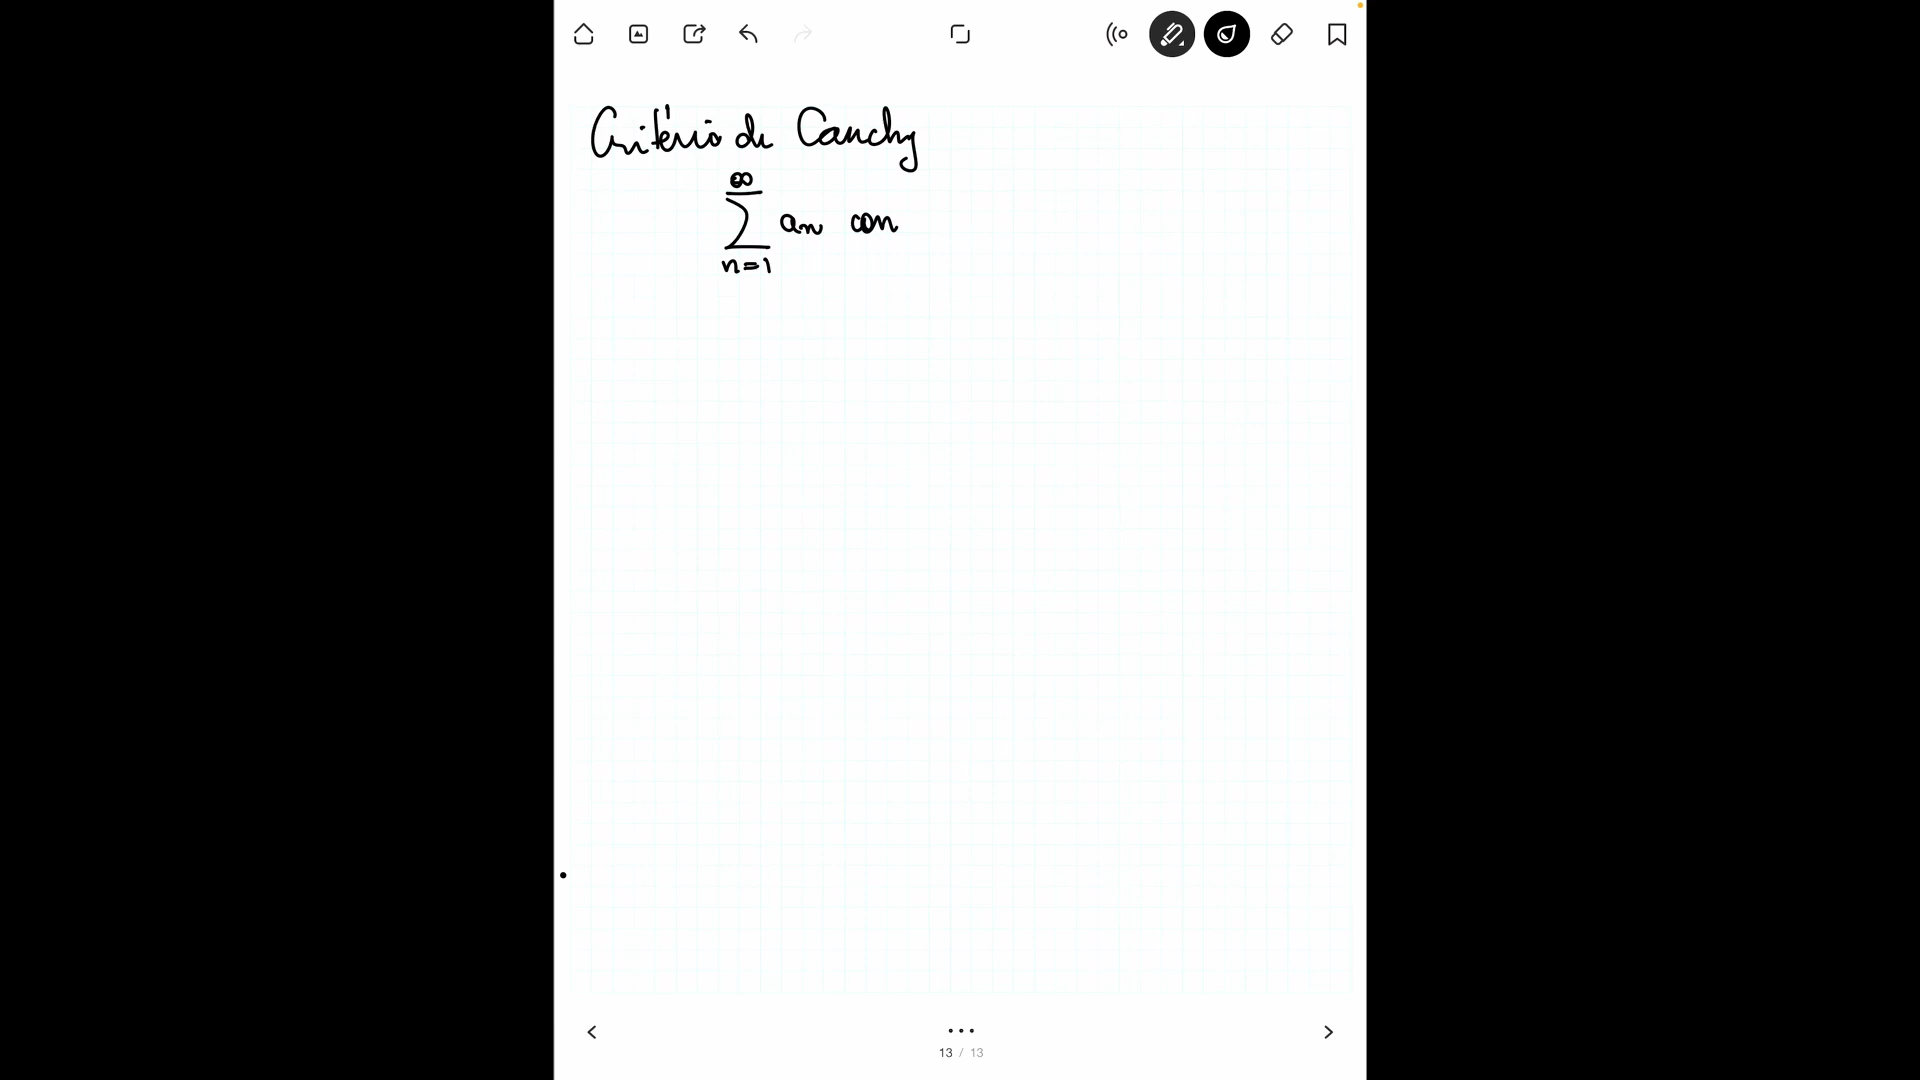 Critério de Cauchy
∞
∑ an con
n=1
13 / 13